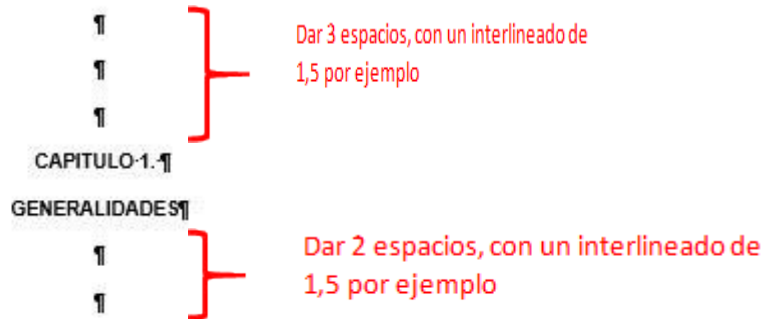 ¶
Dar 3 espacios, con un interlineado de
¶
1,5 por ejemplo
¶
CAPITULO·1.·¶
GENERALIDADES¶
¶
Dar 2 espacios, con un interlineado de
1,5 por ejemplo
¶